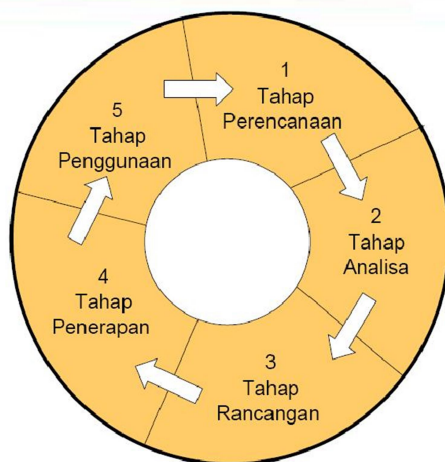 1
Tahap
Perencanaan
2
Tahap
Analisa
3
Tahap
Rancangan
4
Tahap
Penerapan
5
Tahap
Penggunaan